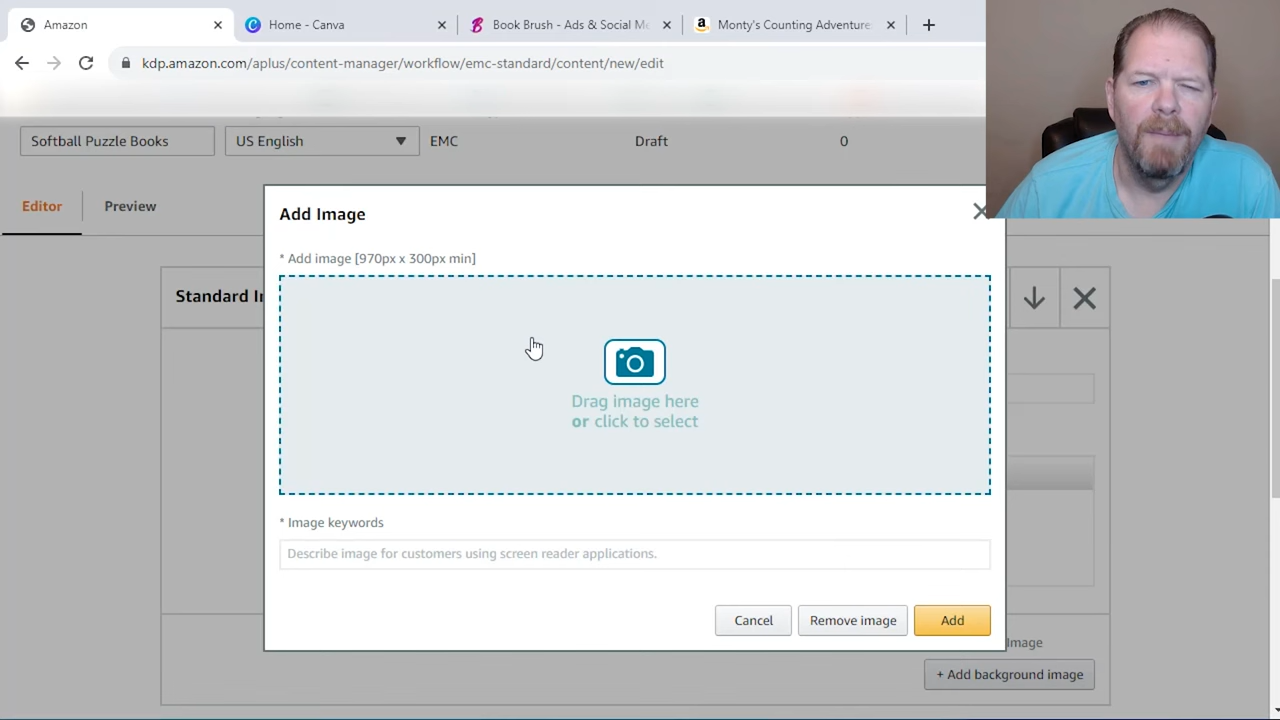 Amazon
Home - Canva
Book Brush - Ads & Social Me
Monty's Counting Adventure
kdp.amazon.com/aplus/content-manager/workflow/emc-standard/content/new/edit
Softball Puzzle Books
US English
EMC
Draft
0
Editor
Preview
Add Image
* Add image [970px x 300px min]
Standard I
Drag image here
or click to select
* Image keywords
Describe image for customers using screen reader applications.
Cancel
Remove image
Add
Image
+ Add background image